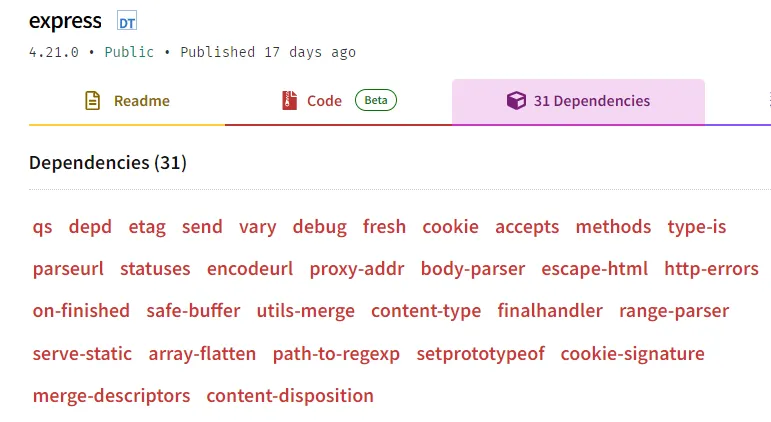 express DT
4.21.0 • Public • Published 17 days ago
Readme Code Beta 31 Dependencies
Dependencies (31)
qs depd etag send vary debug fresh cookie accepts methods type-is
parseurl statuses encodeurl proxy-addr body-parser escape-html http-errors
on-finished safe-buffer utils-merge content-type finalhandler range-parser
serve-static array-flatten path-to-regexp setprototypeof cookie-signature
merge-descriptors content-disposition